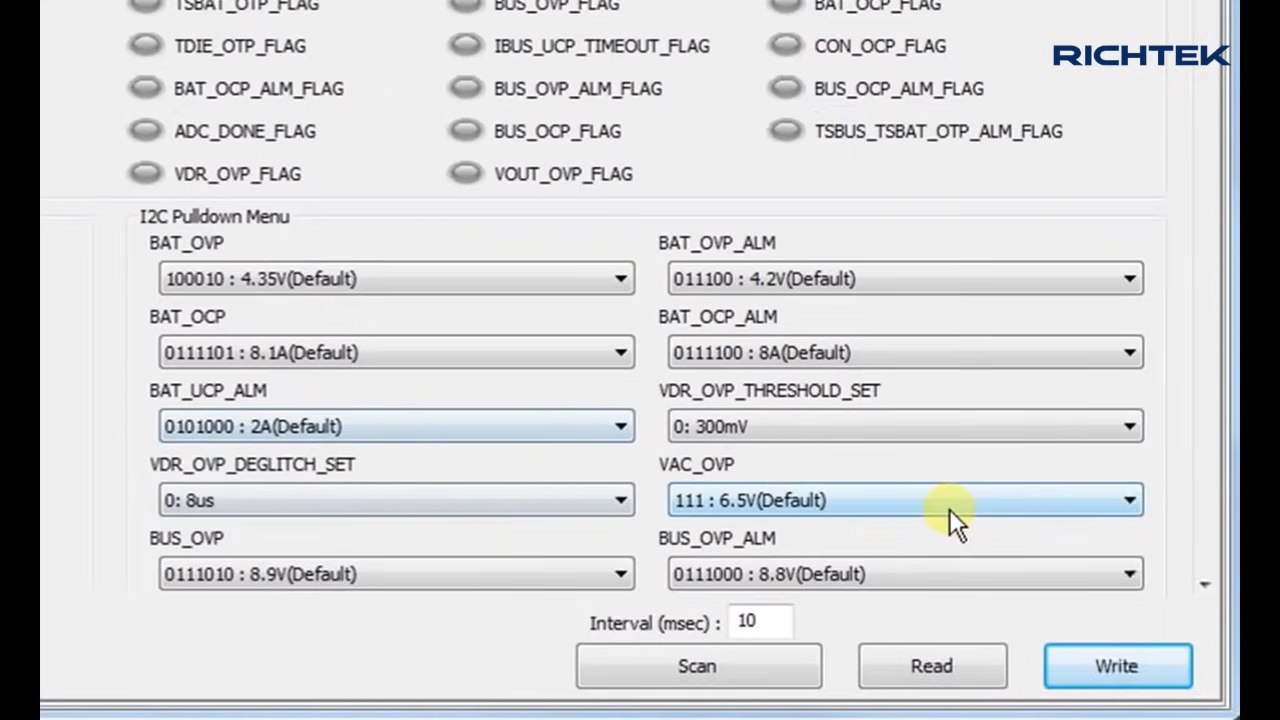 TSBAT_OTP_FLAG BUS_OVP_FLAG BAT_OCP_FLAG
RICHTEK
TDIE_OTP_FLAG IBUS_UCP_TIMEOUT_FLAG CON_OCP_FLAG
BAT_OCP_ALM_FLAG BUS_OVP_ALM_FLAG BUS_OCP_ALM_FLAG
ADC_DONE_FLAG BUS_OCP_FLAG TSBUS_TSBAT_OTP_ALM_FLAG
VDR_OVP_FLAG VOUT_OVP_FLAG
I2C Pulldown Menu
BAT_OVP BAT_OVP_ALM
100010 : 4.35V(Default) 011100 : 4.2V(Default)
BAT_OCP BAT_OCP_ALM
0111101 : 8.1A(Default) 0111100 : 8A(Default)
BAT_UCP_ALM VDR_OVP_THRESHOLD_SET
0101000 : 2A(Default) 0: 300mV
VDR_OVP_DEGLITCH_SET VAC_OVP
0: 8us 111 : 6.5V(Default)
BUS_OVP BUS_OVP_ALM
0111010 : 8.9V(Default) 0111000 : 8.8V(Default)
Interval (msec) : 10
Scan Read Write